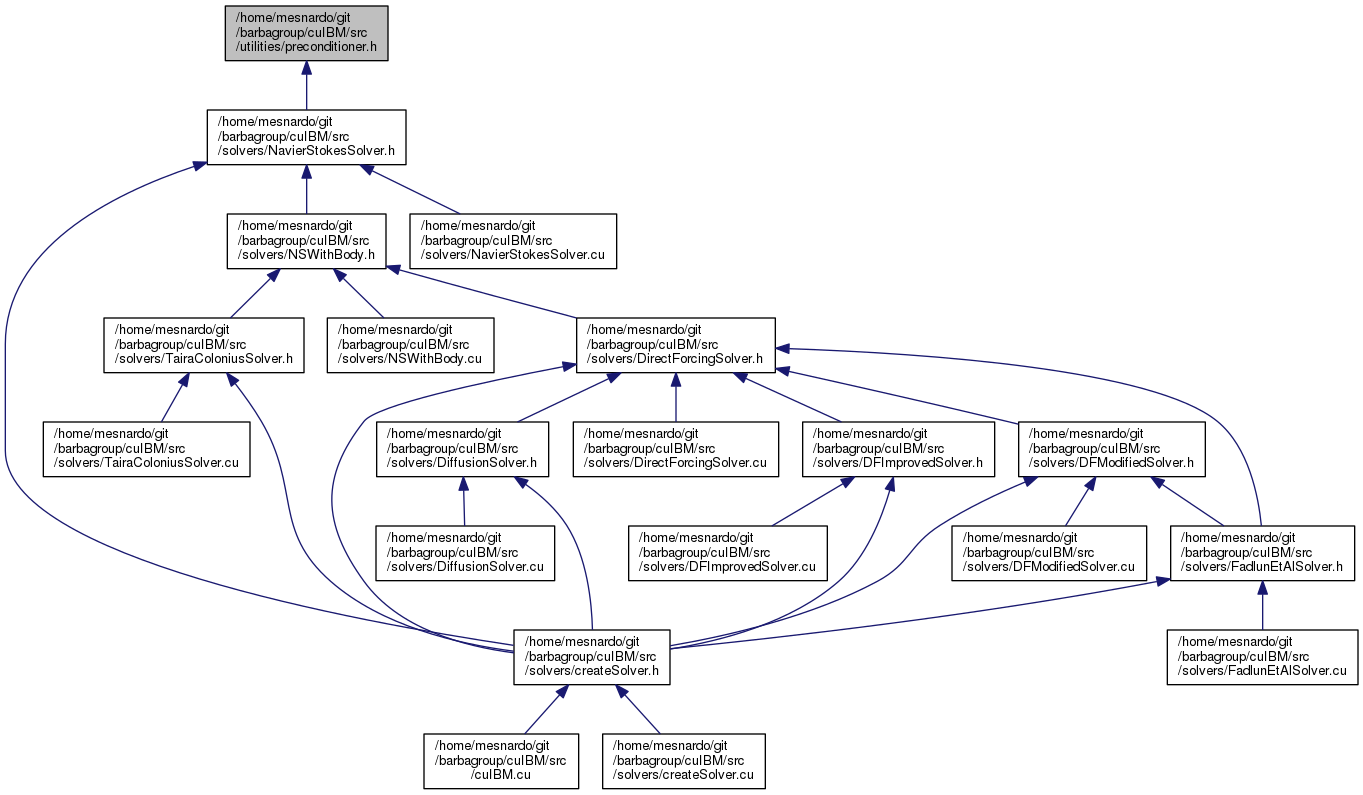 /home/mesnardo/git
/barbagroup/cuIBM/src
/utilities/preconditioner.h
/home/mesnardo/git
/barbagroup/cuIBM/src
/solvers/NavierStokesSolver.h
/home/mesnardo/git
/barbagroup/cuIBM/src
/solvers/NSWithBody.h
/home/mesnardo/git
/barbagroup/cuIBM/src
/solvers/NavierStokesSolver.cu
/home/mesnardo/git
/barbagroup/cuIBM/src
/solvers/TairaColoniusSolver.h
/home/mesnardo/git
/barbagroup/cuIBM/src
/solvers/NSWithBody.cu
/home/mesnardo/git
/barbagroup/cuIBM/src
/solvers/DirectForcingSolver.h
/home/mesnardo/git
/barbagroup/cuIBM/src
/solvers/TairaColoniusSolver.cu
/home/mesnardo/git
/barbagroup/cuIBM/src
/solvers/DiffusionSolver.h
/home/mesnardo/git
/barbagroup/cuIBM/src
/solvers/DirectForcingSolver.cu
/home/mesnardo/git
/barbagroup/cuIBM/src
/solvers/DFImprovedSolver.h
/home/mesnardo/git
/barbagroup/cuIBM/src
/solvers/DFModifiedSolver.h
/home/mesnardo/git
/barbagroup/cuIBM/src
/solvers/DiffusionSolver.cu
/home/mesnardo/git
/barbagroup/cuIBM/src
/solvers/DFImprovedSolver.cu
/home/mesnardo/git
/barbagroup/cuIBM/src
/solvers/DFModifiedSolver.cu
/home/mesnardo/git
/barbagroup/cuIBM/src
/solvers/FadlunEtAlSolver.h
/home/mesnardo/git
/barbagroup/cuIBM/src
/solvers/createSolver.h
/home/mesnardo/git
/barbagroup/cuIBM/src
/solvers/FadlunEtAlSolver.cu
/home/mesnardo/git
/barbagroup/cuIBM/src
/cuIBM.cu
/home/mesnardo/git
/barbagroup/cuIBM/src
/solvers/createSolver.cu